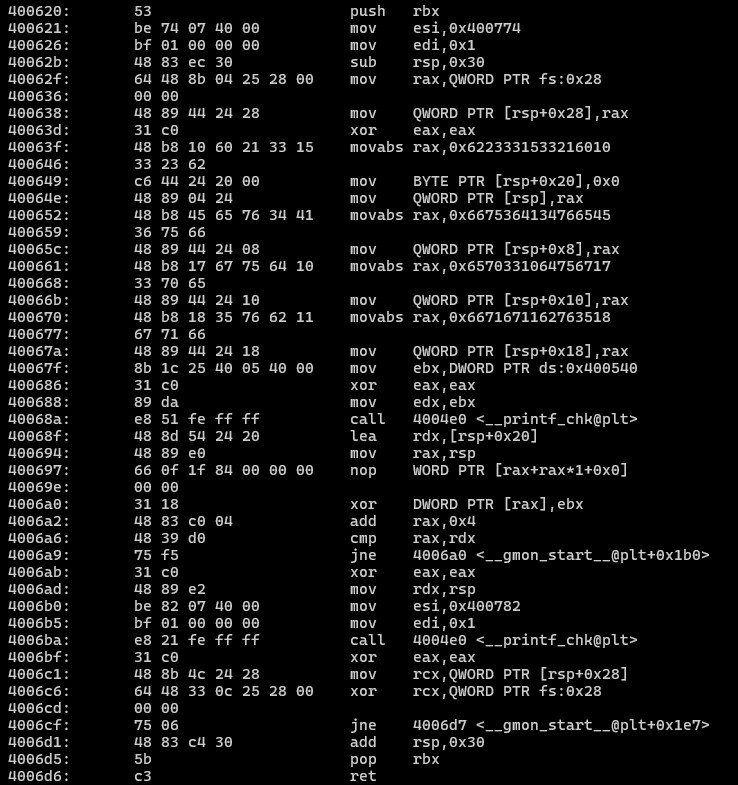 400620: 53 push rbx
400621: be 74 07 40 00 mov esi,0x400774
400626: bf 01 00 00 00 mov edi,0x1
40062b: 48 83 ec 30 sub rsp,0x30
40062f: 64 48 8b 04 25 28 00 mov rax,QWORD PTR fs:0x28
400636: 00 00
400638: 48 89 44 24 28 mov QWORD PTR [rsp+0x28],rax
40063d: 31 c0 xor eax,eax
40063f: 48 b8 10 60 21 33 15 movabs rax,0x6223331533216010
400646: 33 23 62
400649: c6 44 24 20 00 mov BYTE PTR [rsp+0x20],0x0
40064e: 48 89 04 24 mov QWORD PTR [rsp],rax
400652: 48 b8 45 65 76 34 41 movabs rax,0x6675364134766545
400659: 36 75 66
40065c: 48 89 44 24 08 mov QWORD PTR [rsp+0x8],rax
400661: 48 b8 17 67 75 64 10 movabs rax,0x6570331064756717
400668: 33 70 65
40066b: 48 89 44 24 10 mov QWORD PTR [rsp+0x10],rax
400670: 48 b8 18 35 76 62 11 movabs rax,0x6671671162763518
400677: 67 71 66
40067a: 48 89 44 24 18 mov QWORD PTR [rsp+0x18],rax
40067f: 8b 1c 25 40 05 40 00 mov ebx,DWORD PTR ds:0x400540
400686: 31 c0 xor eax,eax
400688: 89 da mov edx,ebx
40068a: e8 51 fe ff ff call 4004e0 <__printf_chk@plt>
40068f: 48 8d 54 24 20 lea rdx,[rsp+0x20]
400694: 48 89 e0 mov rax,rsp
400697: 66 0f 1f 84 00 00 00 nop WORD PTR [rax+rax*1+0x0]
40069e: 00 00
4006a0: 31 18 xor DWORD PTR [rax],ebx
4006a2: 48 83 c0 04 add rax,0x4
4006a6: 48 39 d0 cmp rax,rdx
4006a9: 75 f5 jne 4006a0 <__gmon_start__@plt+0x1b0>
4006ab: 31 c0 xor eax,eax
4006ad: 48 89 e2 mov rdx,rsp
4006b0: be 82 07 40 00 mov esi,0x400782
4006b5: bf 01 00 00 00 mov edi,0x1
4006ba: e8 21 fe ff ff call 4004e0 <__printf_chk@plt>
4006bf: 31 c0 xor eax,eax
4006c1: 48 8b 4c 24 28 mov rcx,QWORD PTR [rsp+0x28]
4006c6: 64 48 33 0c 25 28 00 xor rcx,QWORD PTR fs:0x28
4006cd: 00 00
4006cf: 75 06 jne 4006d7 <__gmon_start__@plt+0x1e7>
4006d1: 48 83 c4 30 add rsp,0x30
4006d5: 5b pop rbx
4006d6: c3 ret